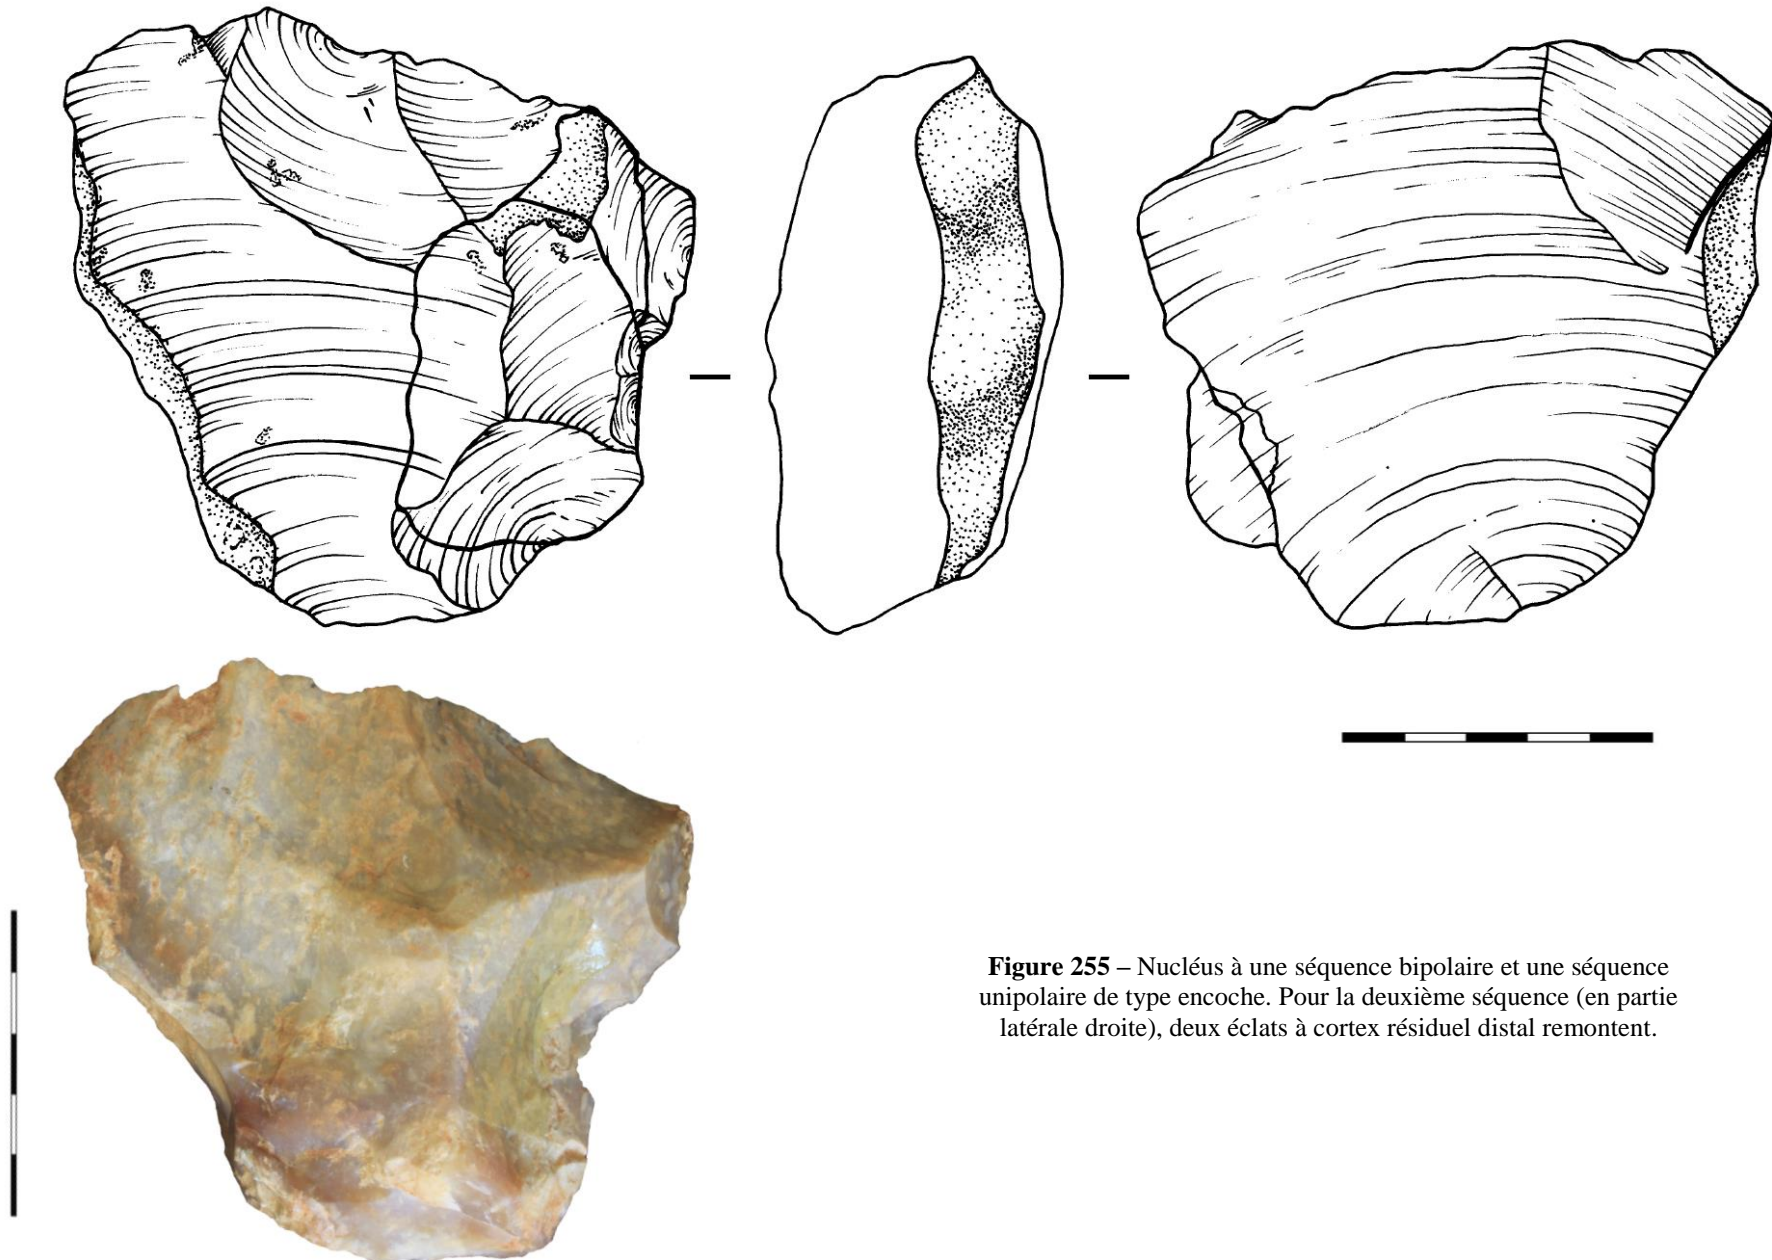 Figure 255 – Nucléus à une séquence bipolaire et une séquence
unipolaire de type encoche. Pour la deuxième séquence (en partie
latérale droite), deux éclats à cortex résiduel distal remontent.